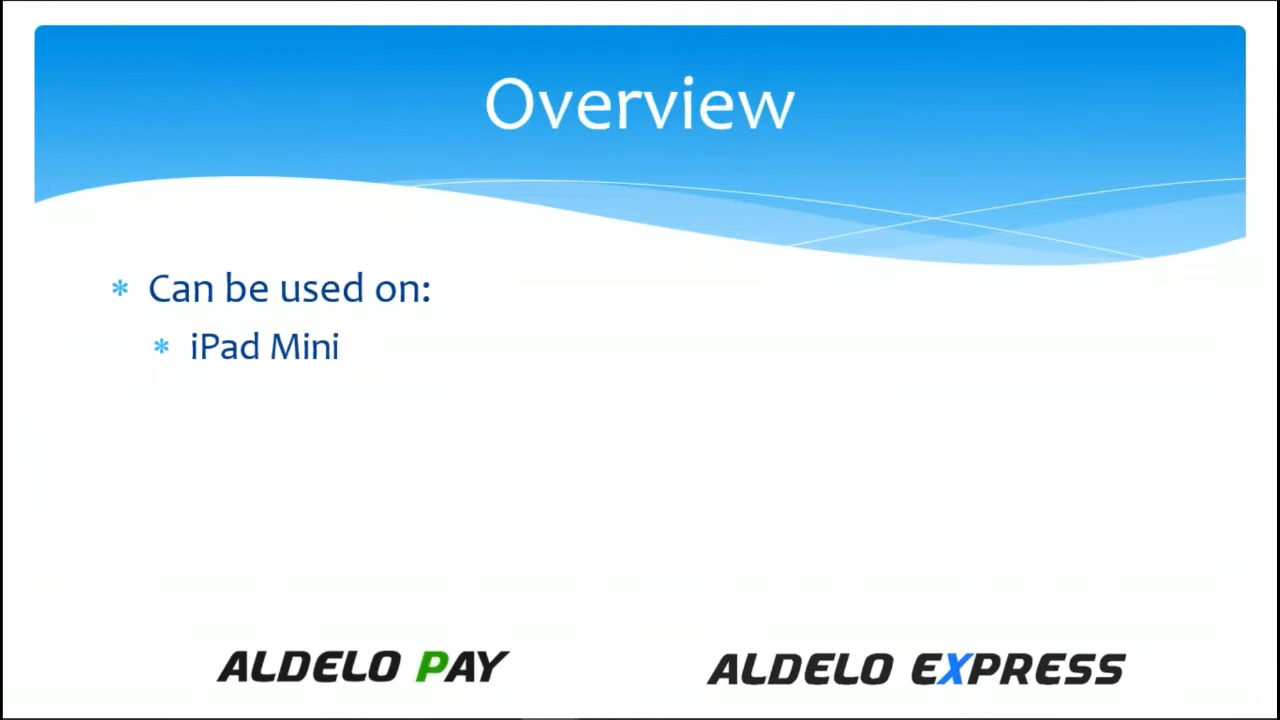 Overview
* Can be used on:
* iPad Mini
ALDELO PAY
ALDELO EXPRESS